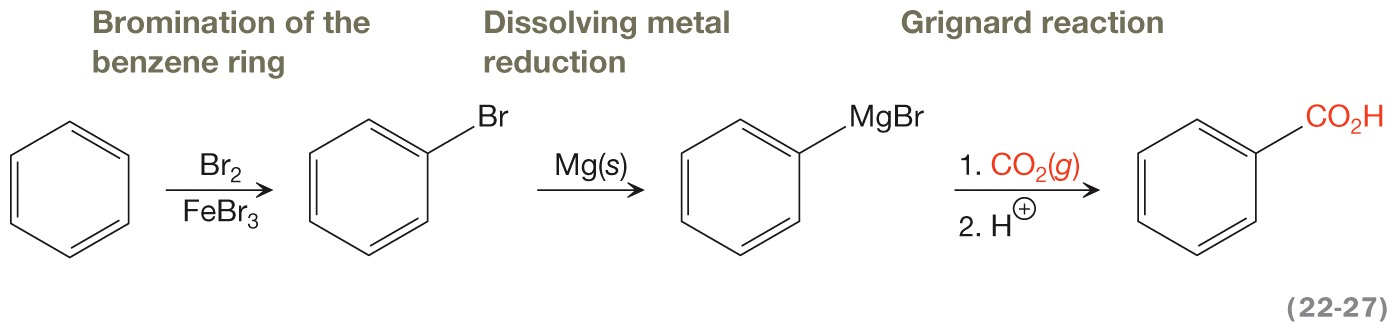 Bromination of the benzene ring
Dissolving metal reduction
Grignard reaction
Br₂
FeBr₃
Br
Mg(s)
MgBr
1. CO₂(g)
2. H⊕
CO₂H
(22-27)